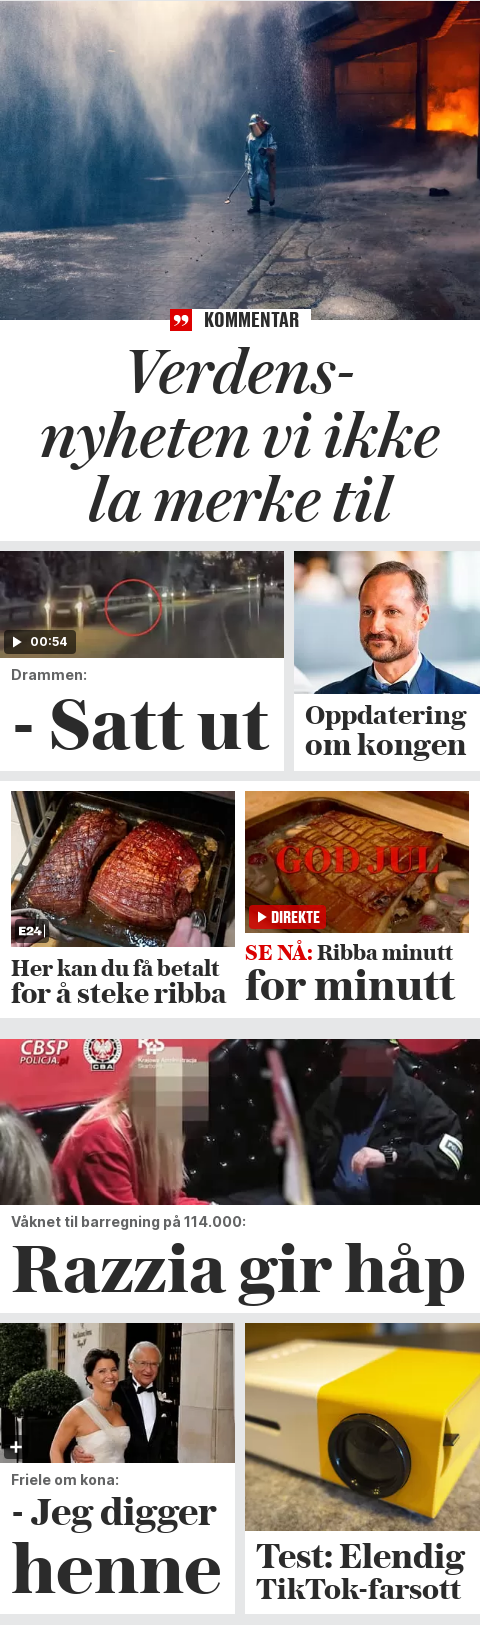 KOMMENTAR
Verdens-
nyheten vi ikke
la merke til
00:54
Drammen:
- Satt ut
Oppdatering
om kongen
E24
Her kan du få betalt
for å steke ribba
GOD JUL
DIREKTE
SE NÅ: Ribba minutt
for minutt
CBSP
POLICJA.pl
CBA
Våknet til barregning på 114.000:
Razzia gir håp
Friele om kona:
- Jeg digger
henne
Test: Elendig
TikTok-farsott